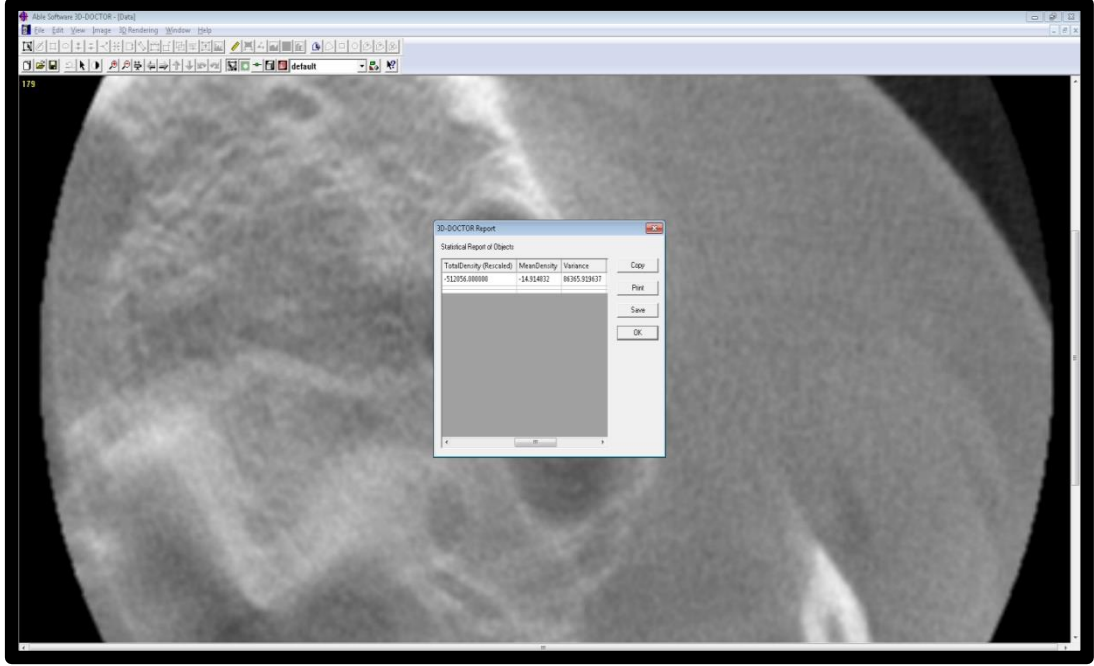 Able Software 3D-DOCTOR - [Data]
File Edit View Image 3D Rendering Window Help
default
179
3D-DOCTOR Report
Statistical Report of Objects
TotalDensity (Rescaled) MeanDensity Variance
-512056.000000 -14.914032 86365.919637
Copy
Print
Save
OK